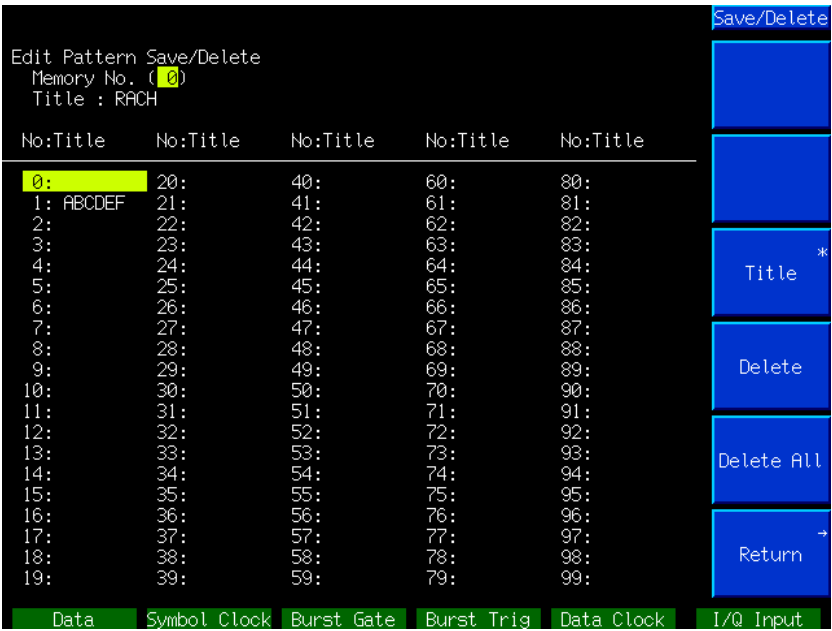 Save/Delete
Edit Pattern Save/Delete
Memory No. ( 0)
Title : RACH
No:Title No:Title No:Title No:Title No:Title
0: 20: 40: 60: 80:
1: ABCDEF 21: 41: 61: 81:
2: 22: 42: 62: 82:
3: 23: 43: 63: 83:
4: 24: 44: 64: 84:
5: 25: 45: 65: 85:
6: 26: 46: 66: 86:
7: 27: 47: 67: 87:
8: 28: 48: 68: 88:
9: 29: 49: 69: 89:
10: 30: 50: 70: 90:
11: 31: 51: 71: 91:
12: 32: 52: 72: 92:
13: 33: 53: 73: 93:
14: 34: 54: 74: 94:
15: 35: 55: 75: 95:
16: 36: 56: 76: 96:
17: 37: 57: 77: 97:
18: 38: 58: 78: 98:
19: 39: 59: 79: 99:
*
Title
Delete
Delete All
→
Return
Data Symbol Clock Burst Gate Burst Trig Data Clock I/Q Input